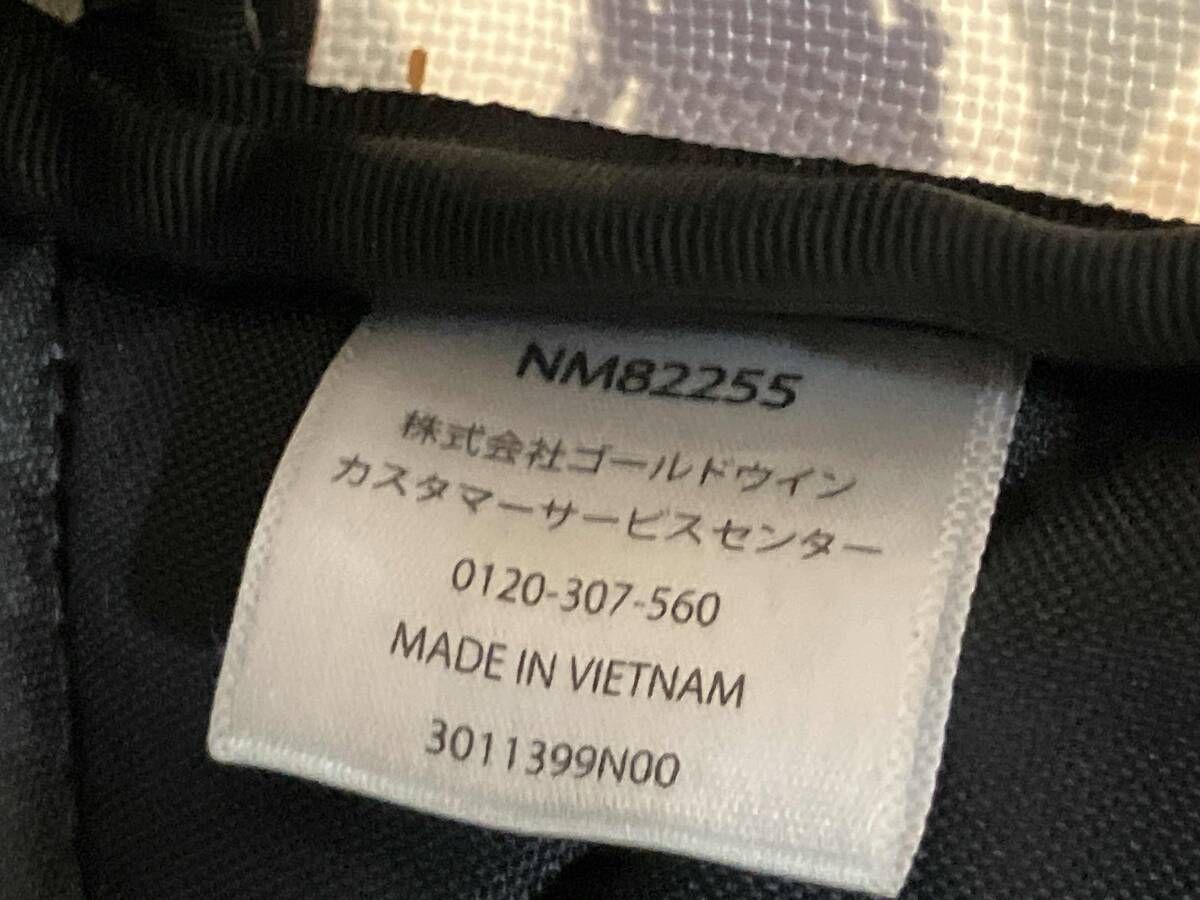 NM82255
株式会社ゴールドウイン
カスタマーサービスセンター
0120-307-560
MADE IN VIETNAM
3011399N00